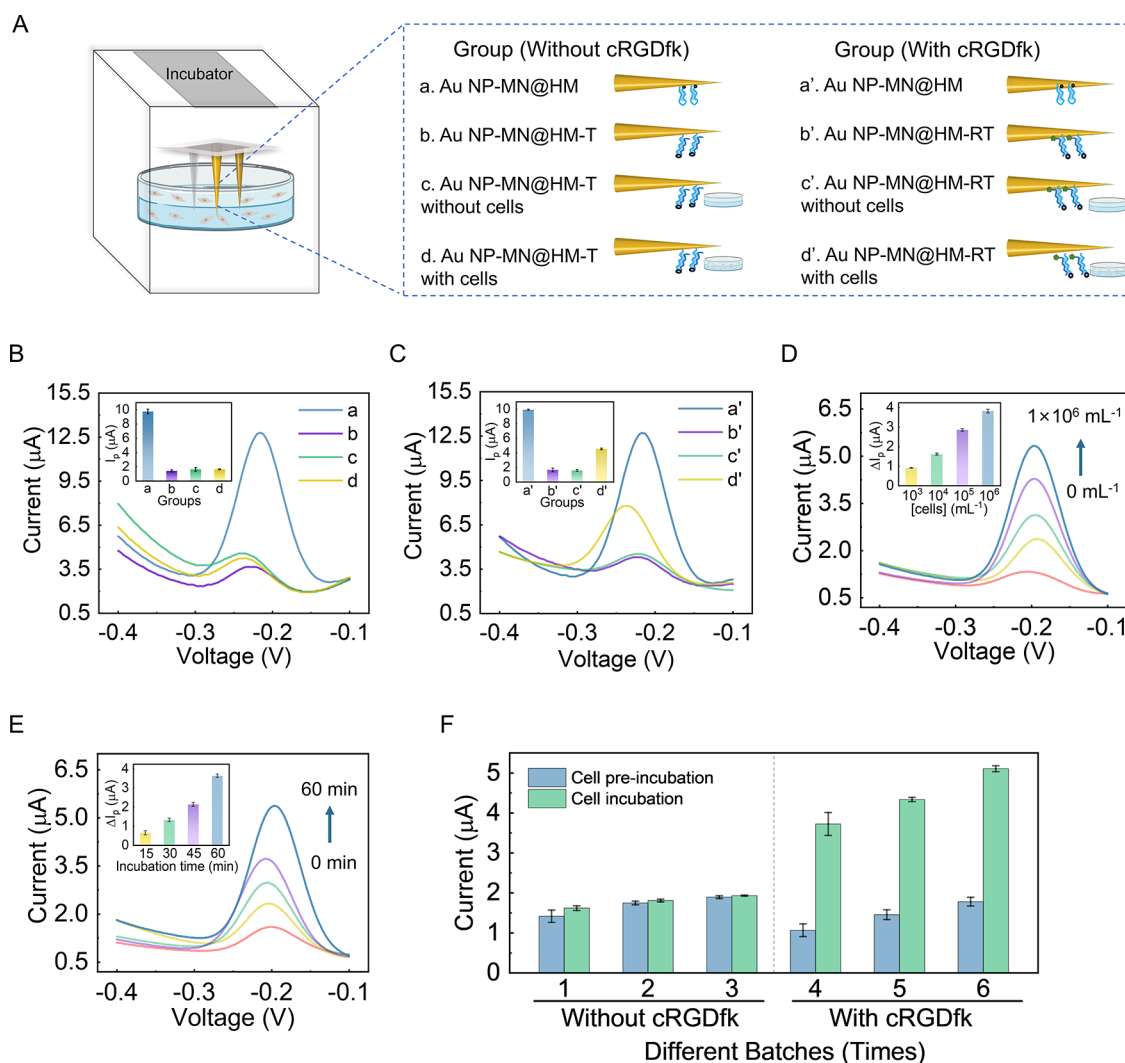 A
Incubator
Group (Without cRGDfk)
a. Au NP-MN@HM
b. Au NP-MN@HM-T
c. Au NP-MN@HM-T
without cells
d. Au NP-MN@HM-T
with cells
Group (With cRGDfk)
a'. Au NP-MN@HM
b'. Au NP-MN@HM-RT
c'. Au NP-MN@HM-RT
without cells
d'. Au NP-MN@HM-RT
with cells
B
Current (μA)
15.5
12.5
9.5
6.5
3.5
0.5
-0.4
-0.3
-0.2
-0.1
Voltage (V)
Ip (μA)
10
8
6
4
2
0
a b c d
Groups
a
b
c
d
C
Current (μA)
15.5
12.5
9.5
6.5
3.5
0.5
-0.4
-0.3
-0.2
-0.1
Voltage (V)
Ip (μA)
10
8
6
4
2
0
a' b' c' d'
Groups
a'
b'
c'
d'
D
Current (μA)
6.5
5.0
3.5
2.0
0.5
-0.4
-0.3
-0.2
-0.1
Voltage (V)
ΔIp (μA)
4
2
0
10³ 10⁴ 10⁵ 10⁶
[cells] (mL⁻¹)
1×10⁶ mL⁻¹
0 mL⁻¹
E
Current (μA)
6.5
5.0
3.5
2.0
0.5
-0.4
-0.3
-0.2
-0.1
Voltage (V)
ΔIp (μA)
4
3
2
1
0
15 30 45 60
Incubation time (min)
60 min
0 min
F
Current (μA)
5
4
3
2
1
0
Cell pre-incubation
Cell incubation
1 2 3 4 5 6
Without cRGDfk
With cRGDfk
Different Batches (Times)